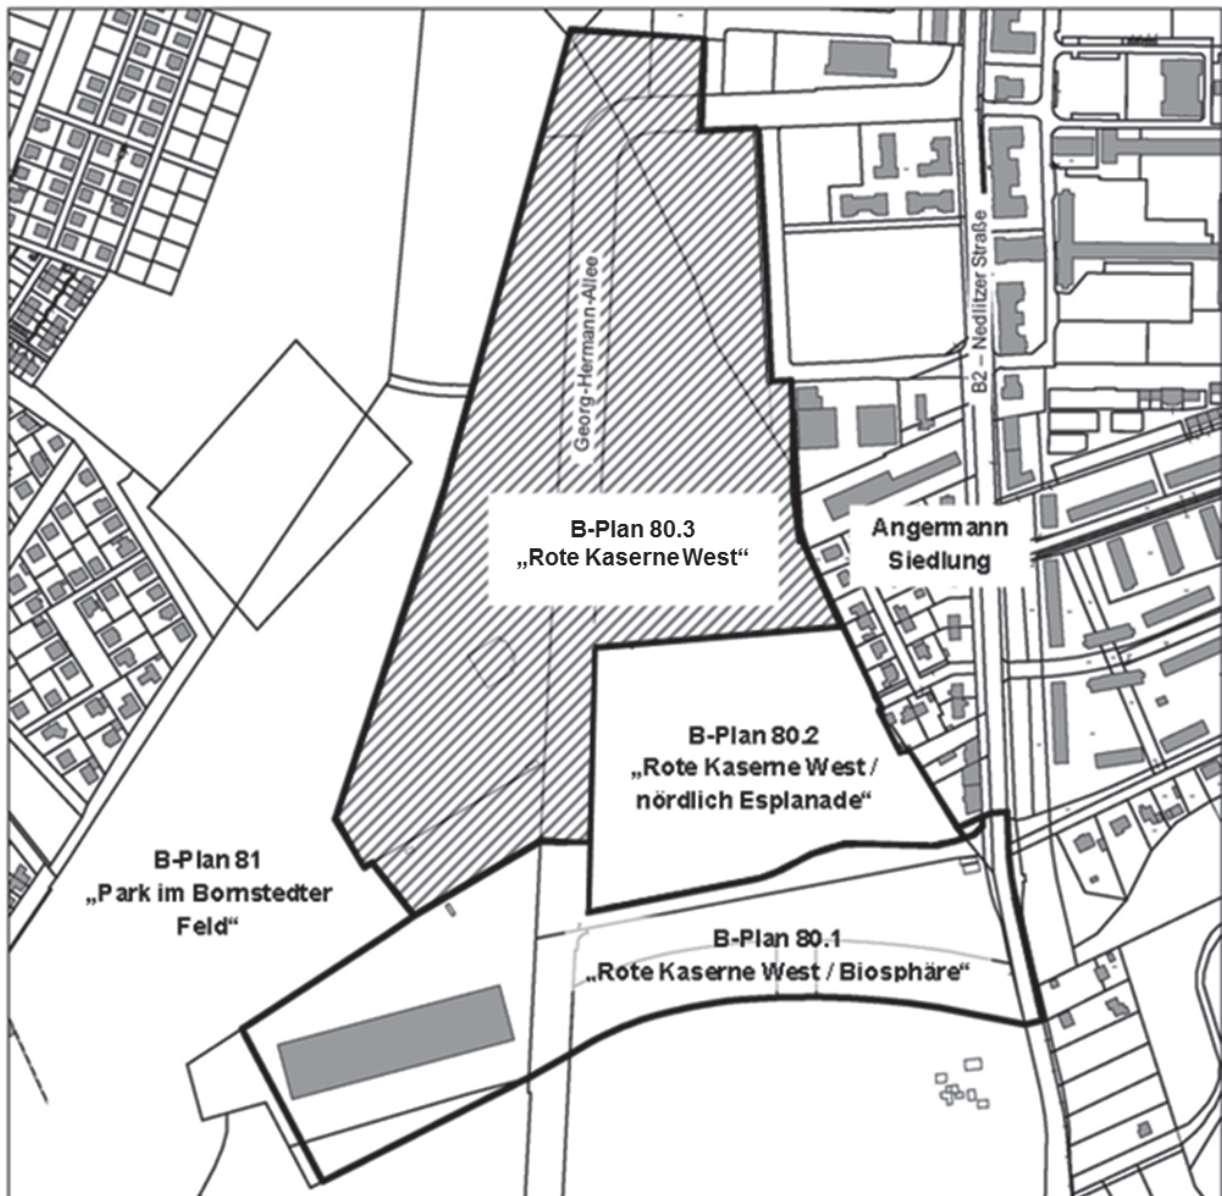 B2 – Nedlitzer Straße
Georg-Hermann-Allee
B-Plan 80.3
„Rote Kaserne West“
Angermann
Siedlung
B-Plan 80.2
„Rote Kaserne West /
nördlich Esplanade“
B-Plan 81
„Park im Bornstedter
Feld“
B-Plan 80.1
„Rote Kaserne West / Biosphäre“